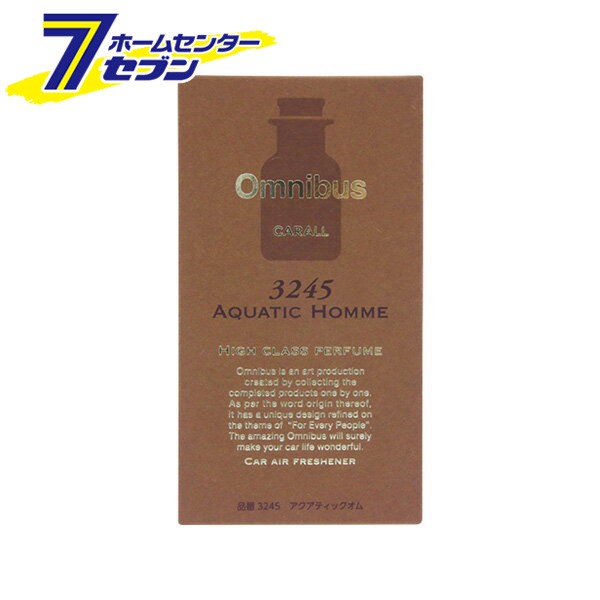 7 ホームセンター
セブン
Omnibus
CARALL
3245
AQUATIC HOMME
HIGH CLASS PERFUME
Omnibus is an art production
created by collecting the
completed products one by one.
As per the word origin thereof,
it has a unique design refined on
the theme of "For Every People".
The amazing Omnibus will surely
make your car life wonderful.
CAR AIR FRESHENER
品番 3245 アクアティックオム